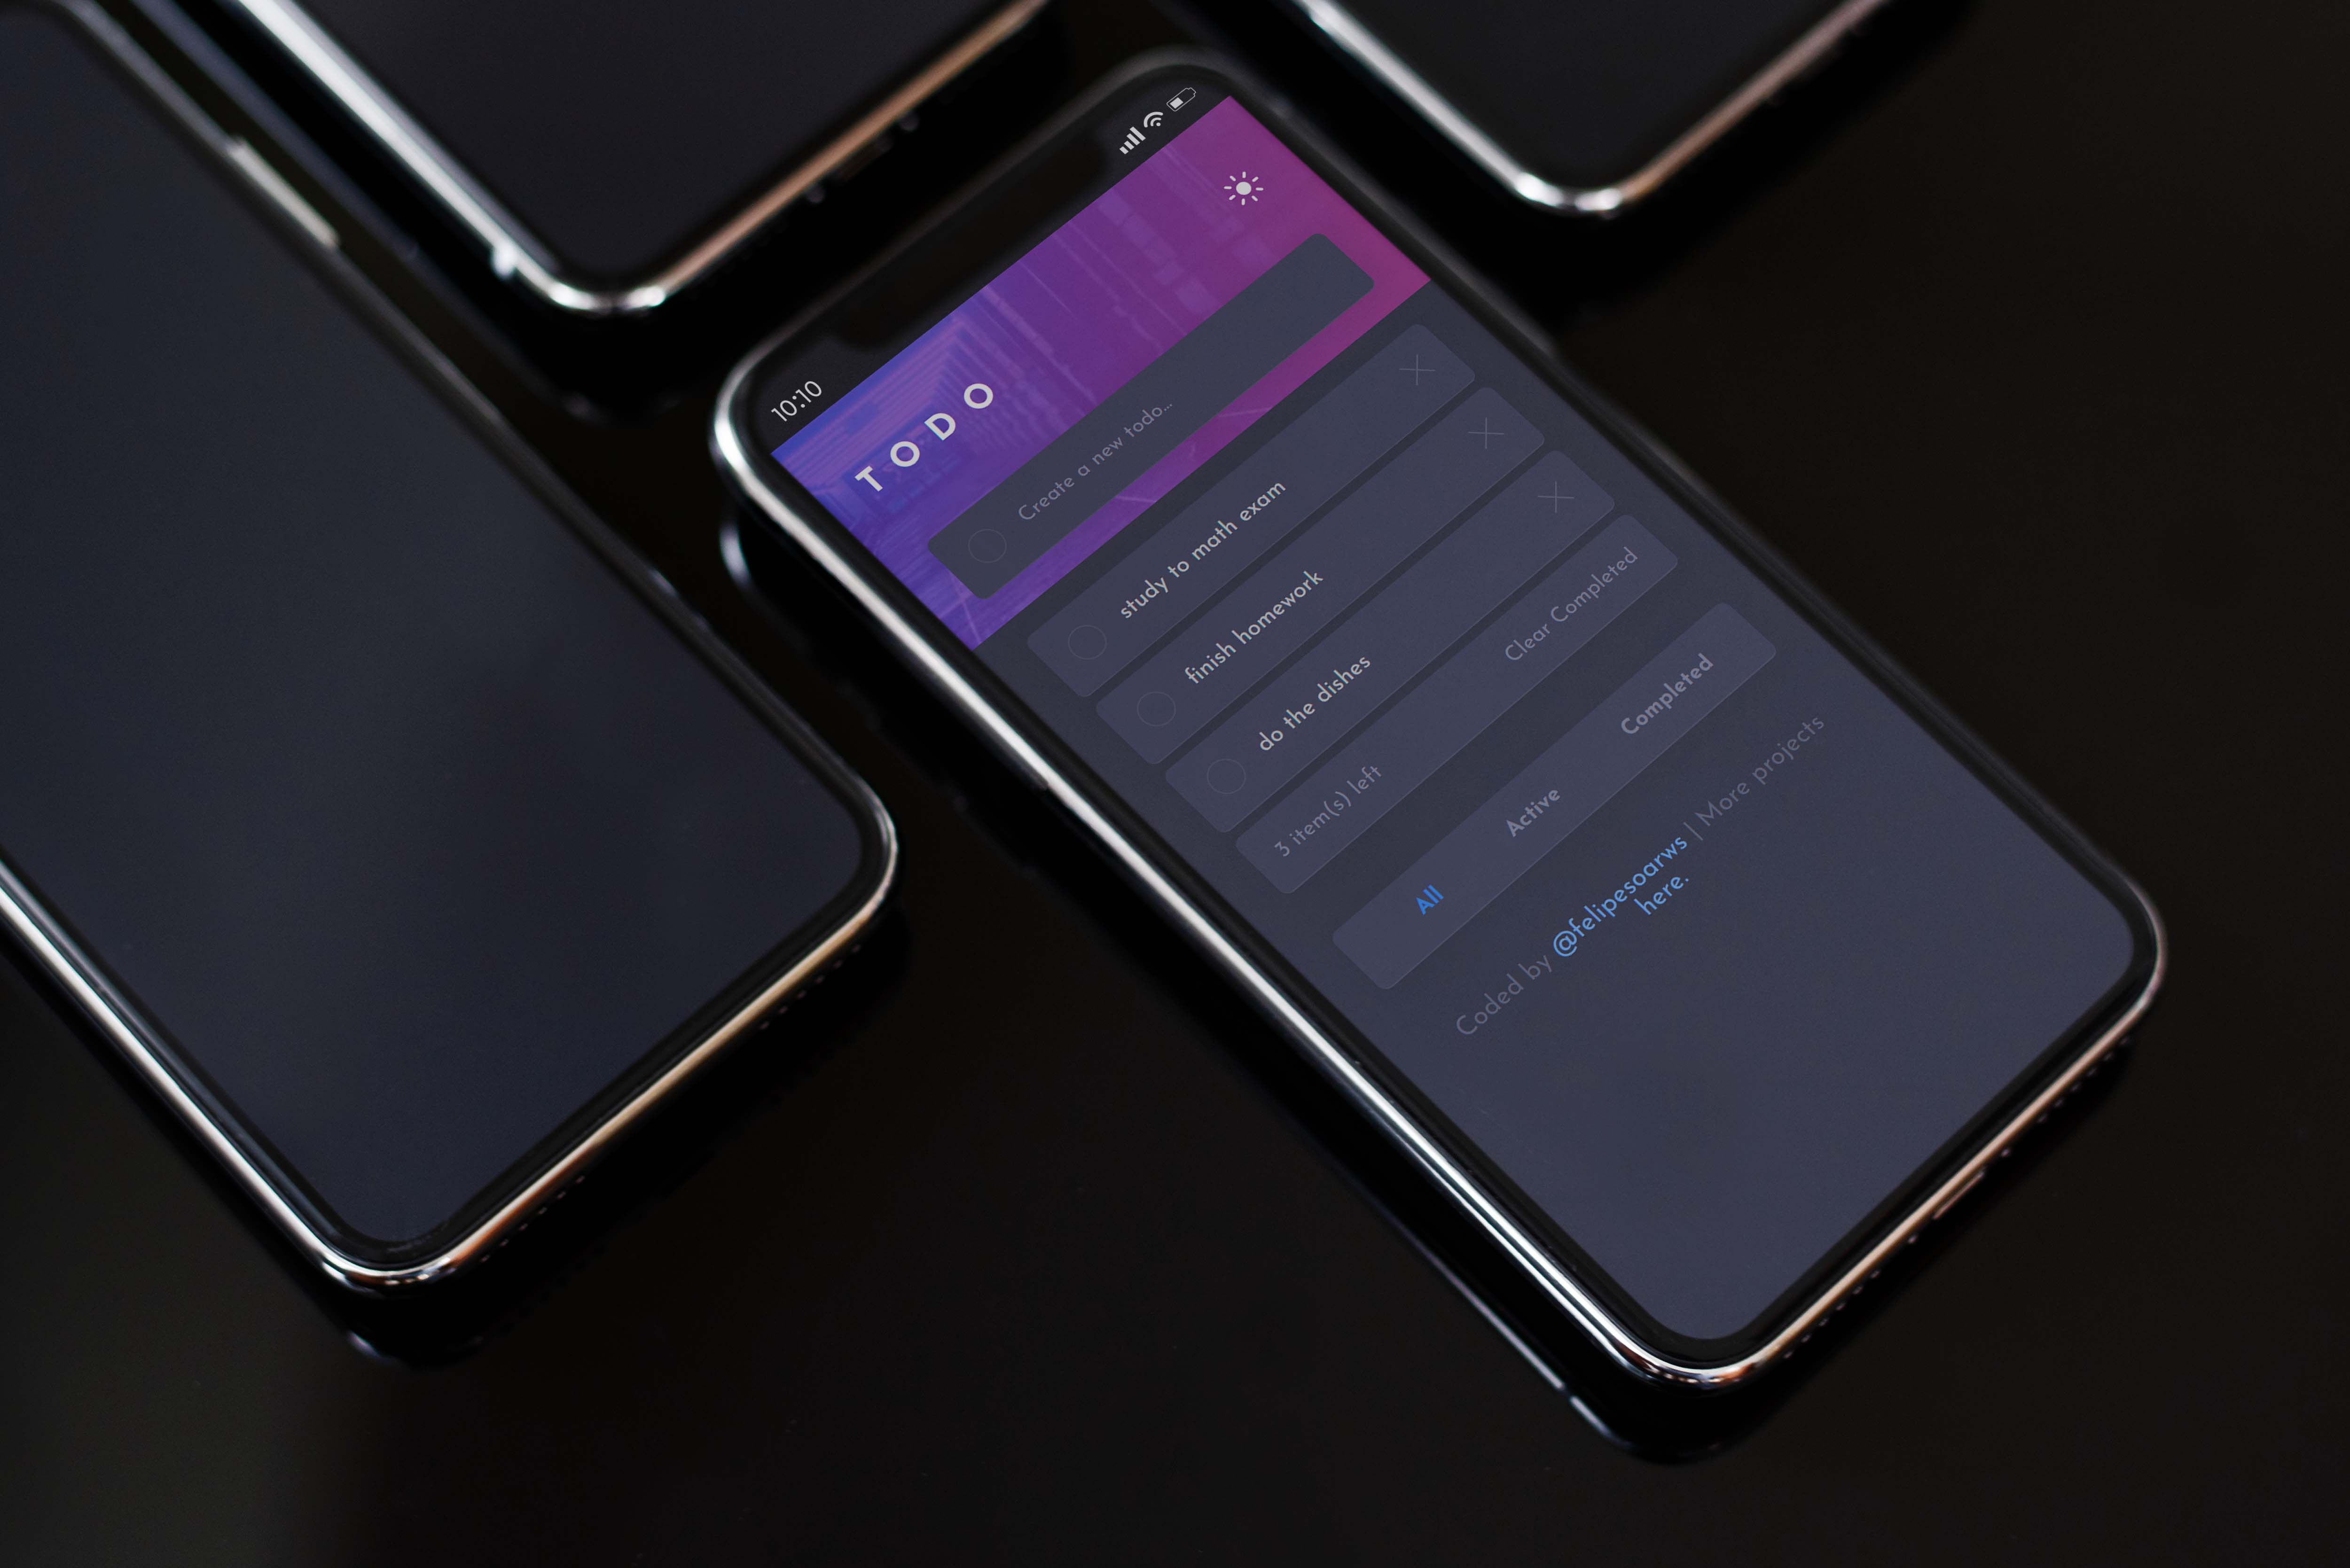 10:10
TODO
Create a new todo...
study to math exam
finish homework
do the dishes
3 item(s) left Clear Completed
All Active Completed
Coded by @felipesoarws | More projects
here.